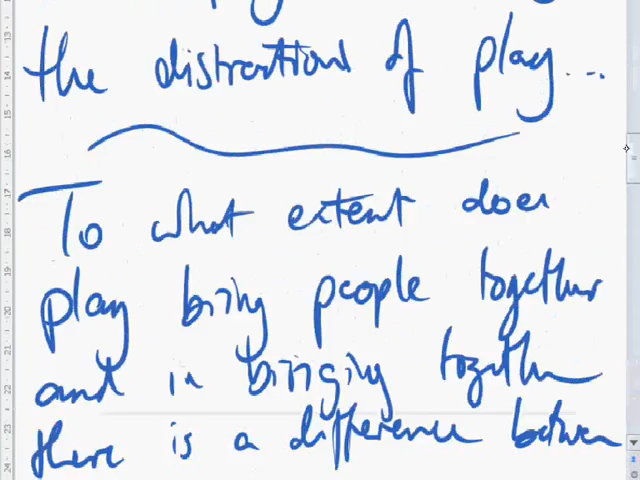 the distractions of play...
To what extent does
play bring people together
and in bringing together
there is a difference between